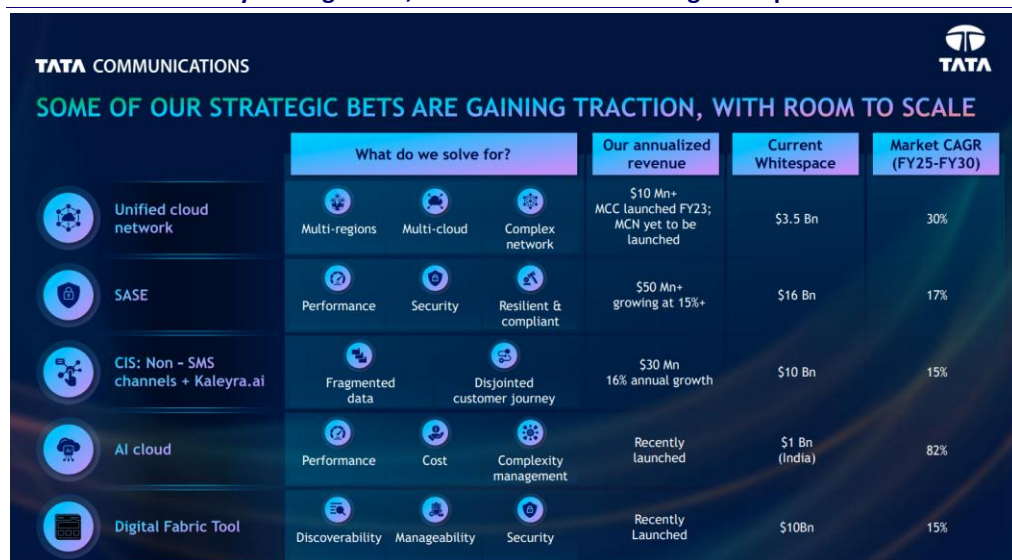 TATA COMMUNICATIONS
TATA
SOME OF OUR STRATEGIC BETS ARE GAINING TRACTION, WITH ROOM TO SCALE
What do we solve for?
Our annualized
revenue
Current
Whitespace
Market CAGR
(FY25-FY30)
Unified cloud
network
Multi-regions
Multi-cloud
Complex
network
$10 Mn+
MCC launched FY23;
MCN yet to be
launched
$3.5 Bn
30%
SASE
Performance
Security
Resilient &
compliant
$50 Mn+
growing at 15%+
$16 Bn
17%
CIS: Non - SMS
channels + Kaleyra.ai
Fragmented
data
Disjointed
customer journey
$30 Mn
16% annual growth
$10 Bn
15%
AI cloud
Performance
Cost
Complexity
management
Recently
launched
$1 Bn
(India)
82%
Digital Fabric Tool
Discoverability
Manageability
Security
Recently
Launched
$10Bn
15%